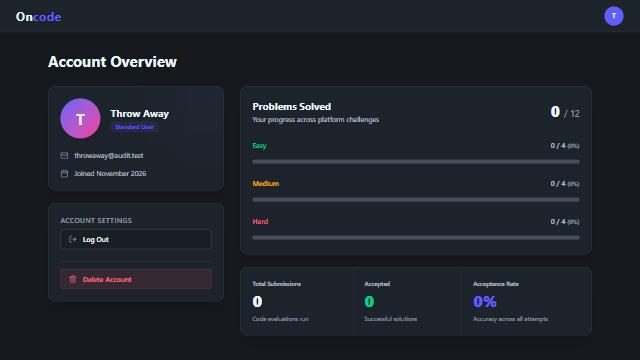 Oncode
T
Account Overview
T
Throw Away
Standard User
throwaway@audit.test
Joined November 2026
ACCOUNT SETTINGS
Log Out
Delete Account
Problems Solved
Your progress across platform challenges
0 / 12
Easy
0 / 4 (0%)
Medium
0 / 4 (0%)
Hard
0 / 4 (0%)
Total Submissions
0
Code evaluations run
Accepted
0
Successful solutions
Acceptance Rate
0%
Accuracy across all attempts